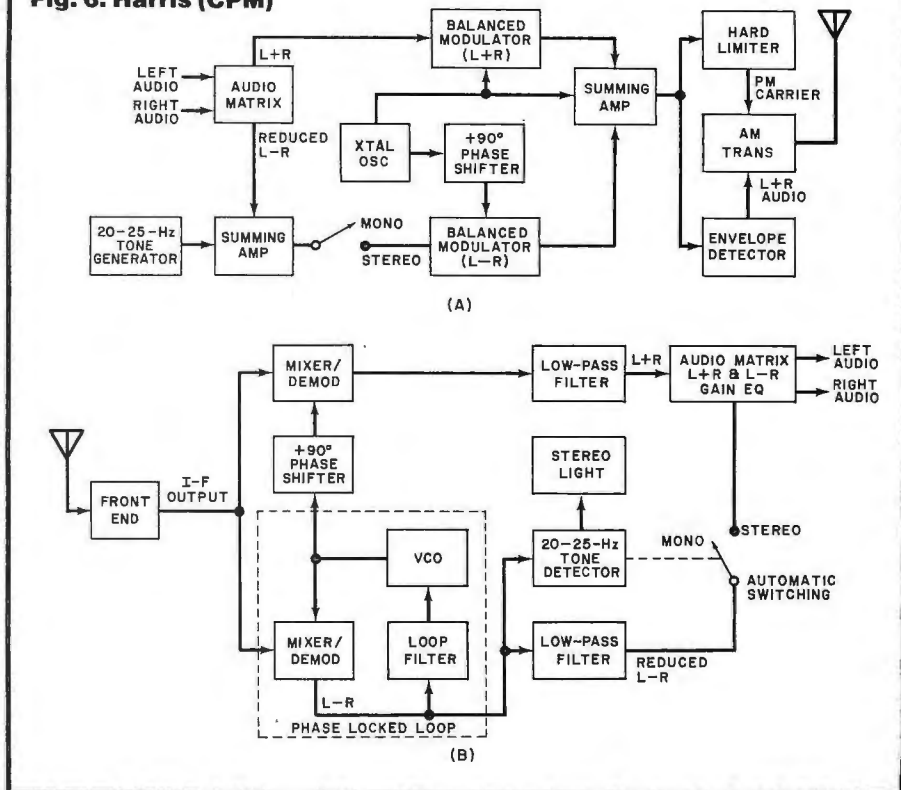 Fig. 6. Harris (CPM)
LEFT
AUDIO
RIGHT
AUDIO
AUDIO
MATRIX
L+R
REDUCED
L-R
BALANCED
MODULATOR
(L+R)
XTAL
OSC
+90°
PHASE
SHIFTER
SUMMING
AMP
HARD
LIMITER
PM
CARRIER
AM
TRANS
L+R
AUDIO
ENVELOPE
DETECTOR
20-25-Hz
TONE
GENERATOR
SUMMING
AMP
MONO
STEREO
BALANCED
MODULATOR
(L-R)
(A)
FRONT
END
I-F
OUTPUT
MIXER/
DEMOD
+90°
PHASE
SHIFTER
VCO
MIXER/
DEMOD
LOOP
FILTER
L-R
PHASE LOCKED LOOP
LOW-PASS
FILTER
L+R
AUDIO MATRIX
L+R & L-R
GAIN EQ
LEFT
AUDIO
RIGHT
AUDIO
STEREO
LIGHT
20-25-Hz
TONE
DETECTOR
MONO
STEREO
AUTOMATIC
SWITCHING
LOW-PASS
FILTER
REDUCED
L-R
(B)